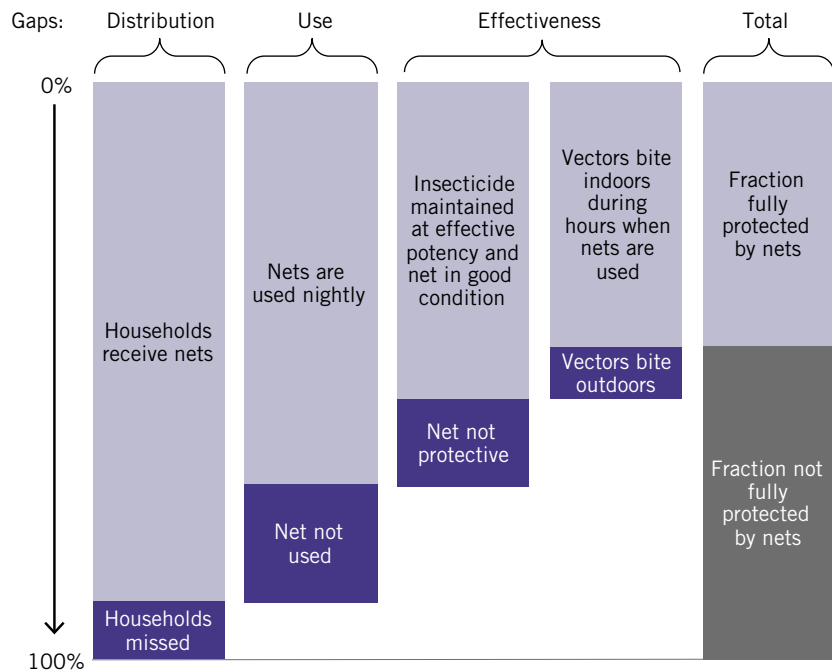 Gaps:
Distribution
Use
Effectiveness
Total
0%
100%
Households
receive nets
Households
missed
Nets are
used nightly
Net not
used
Insecticide
maintained
at effective
potency and
net in good
condition
Net not
protective
Vectors bite
indoors
during
hours when
nets are
used
Vectors bite
outdoors
Fraction
fully
protected
by nets
Fraction not
fully
protected
by nets